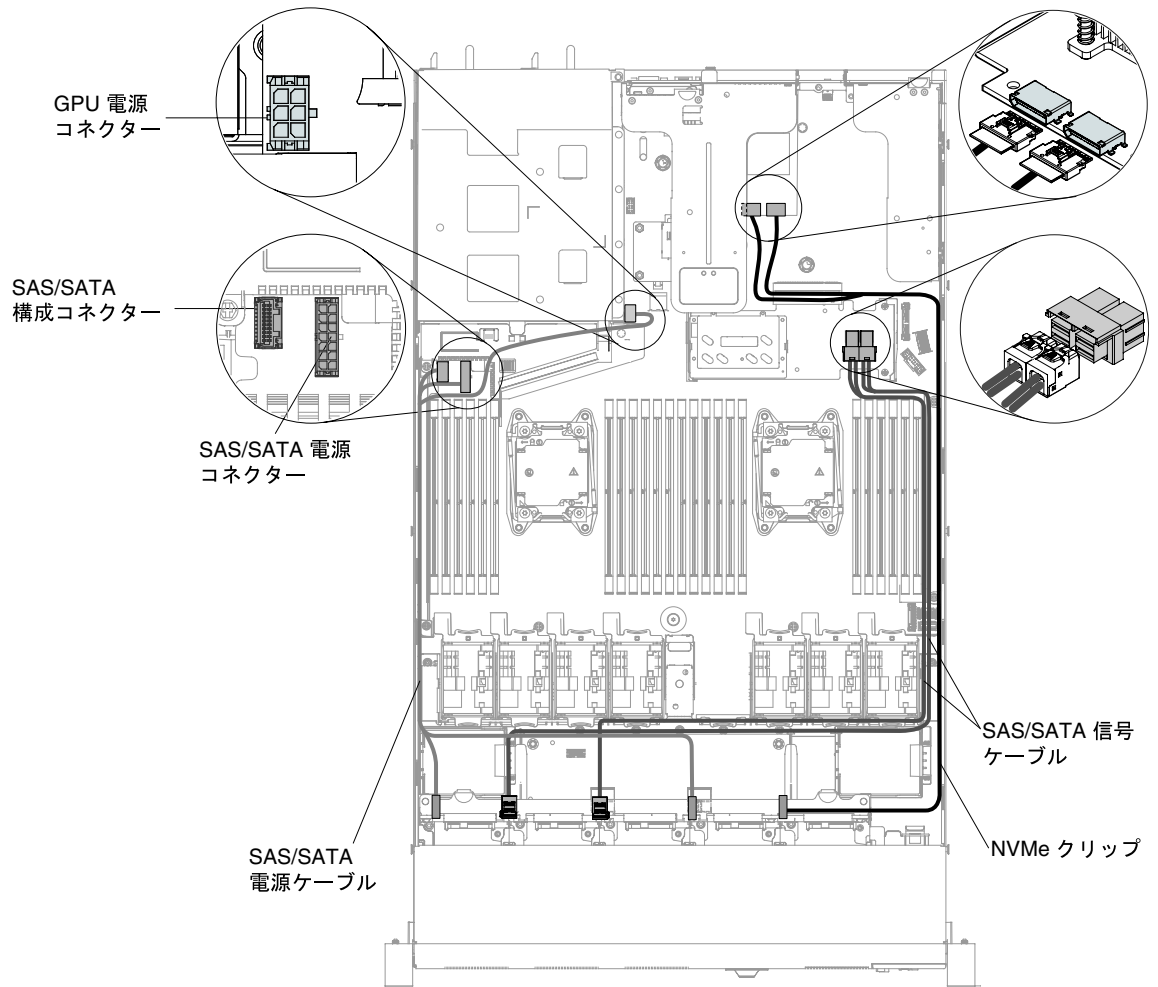 GPU 電源
コネクター
SAS/SATA
構成コネクター
SAS/SATA 電源
コネクター
SAS/SATA 信号
ケーブル
NVMe クリップ
SAS/SATA
電源ケーブル